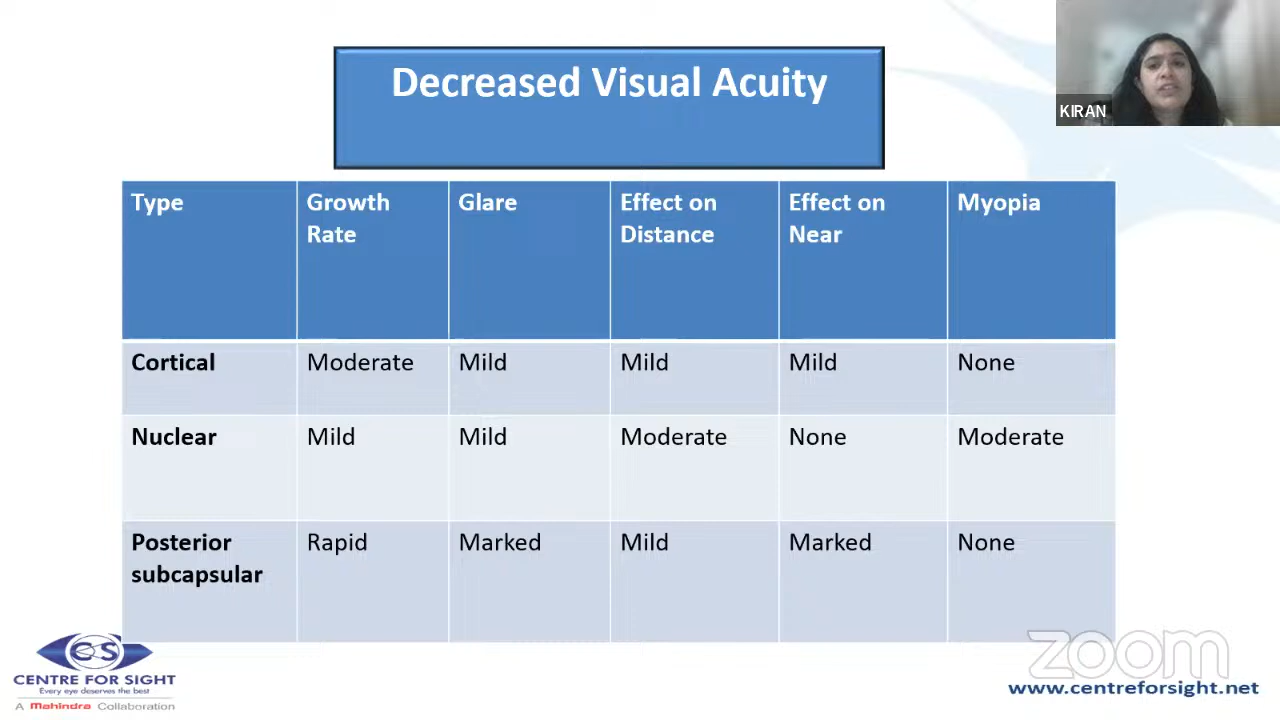 Decreased Visual Acuity
KIRAN
Type
Growth
Rate
Glare
Effect on
Distance
Effect on
Near
Myopia
Cortical
Moderate
Mild
Mild
Mild
None
Nuclear
Mild
Mild
Moderate
None
Moderate
Posterior
subcapsular
Rapid
Marked
Mild
Marked
None
CS
CENTRE FOR SIGHT
Every eye deserves the best
A Mahindra Collaboration
zoom
www.centreforsight.net